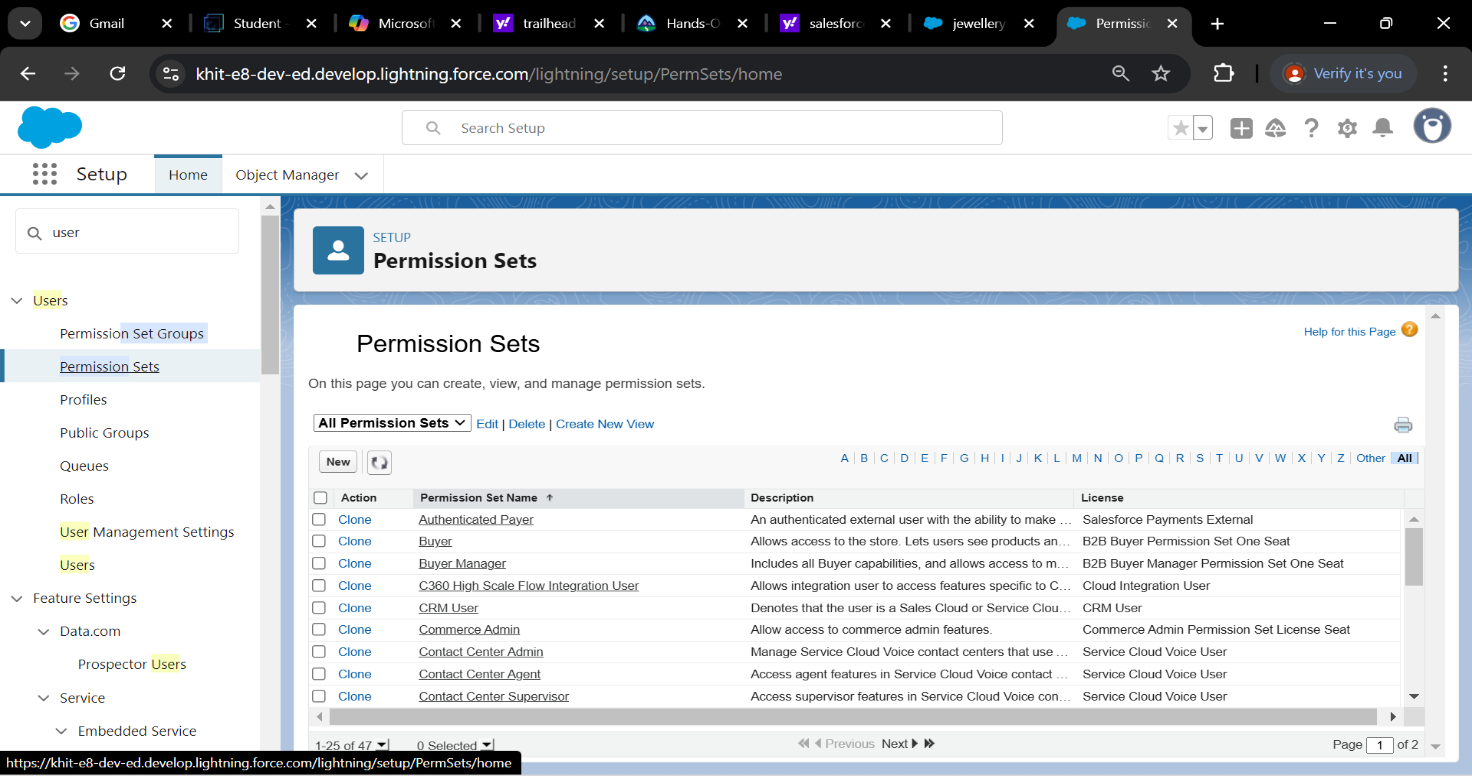 Gmail
Student
Microsof
trailhead
Hands-O
salesforc
jewellery
Permissi
khit-e8-dev-ed.develop.lightning.force.com/lightning/setup/PermSets/home
Verify it's you
Search Setup
Setup
Home
Object Manager
user
Users
Permission Set Groups
Permission Sets
Profiles
Public Groups
Queues
Roles
User Management Settings
Users
Feature Settings
Data.com
Prospector Users
Service
Embedded Service
SETUP
Permission Sets
Permission Sets
Help for this Page ?
On this page you can create, view, and manage permission sets.
All Permission Sets Edit | Delete | Create New View
New
A | B | C | D | E | F | G | H | I | J | K | L | M | N | O | P | Q | R | S | T | U | V | W | X | Y | Z | Other | All
Action Permission Set Name ↑ Description License
Clone Authenticated Payer An authenticated external user with the ability to make ... Salesforce Payments External
Clone Buyer Allows access to the store. Lets users see products an... B2B Buyer Permission Set One Seat
Clone Buyer Manager Includes all Buyer capabilities, and allows access to m... B2B Buyer Manager Permission Set One Seat
Clone C360 High Scale Flow Integration User Allows integration user to access features specific to C... Cloud Integration User
Clone CRM User Denotes that the user is a Sales Cloud or Service Clou... CRM User
Clone Commerce Admin Allow access to commerce admin features. Commerce Admin Permission Set License Seat
Clone Contact Center Admin Manage Service Cloud Voice contact centers that use ... Service Cloud Voice User
Clone Contact Center Agent Access agent features in Service Cloud Voice contact ... Service Cloud Voice User
Clone Contact Center Supervisor Access supervisor features in Service Cloud Voice con... Service Cloud Voice User
1-25 of 47 0 Selected Previous Next Page 1 of 2
https://khit-e8-dev-ed.develop.lightning.force.com/lightning/setup/PermSets/home